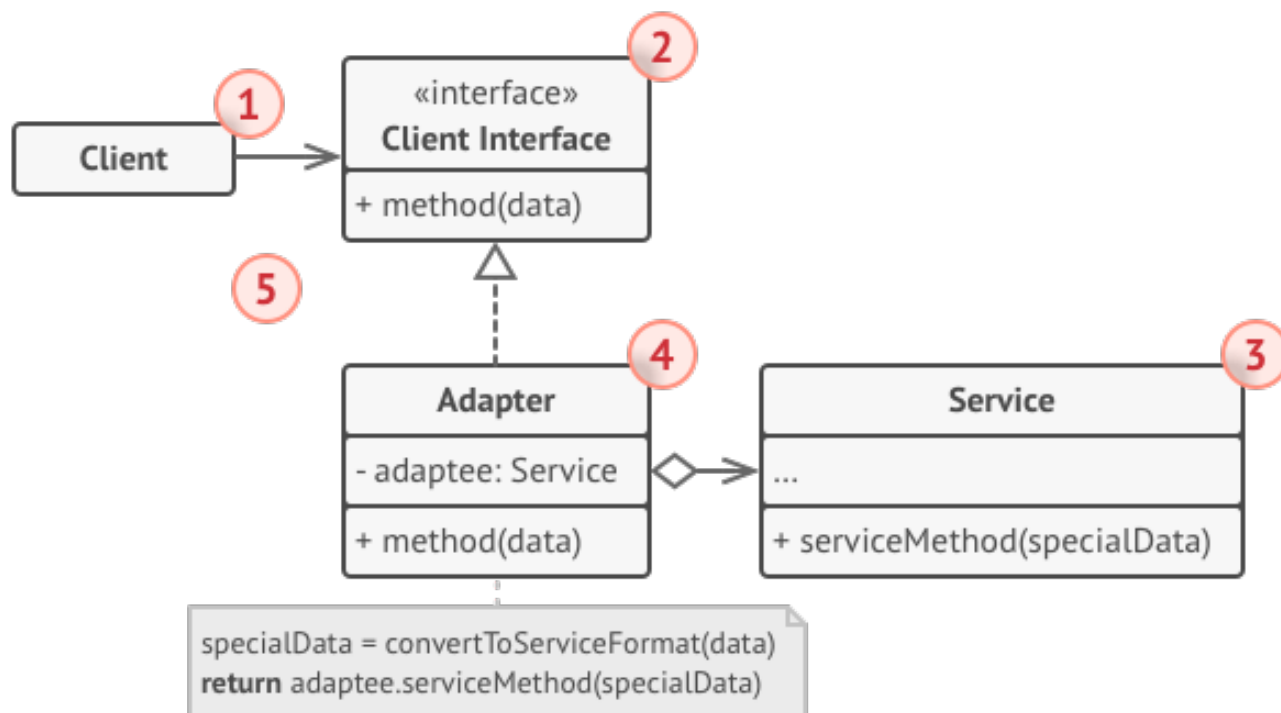 1
Client
2
«interface»
Client Interface
+ method(data)
5
4
Adapter
- adaptee: Service
+ method(data)
3
Service
...
+ serviceMethod(specialData)
specialData = convertToServiceFormat(data)
return adaptee.serviceMethod(specialData)